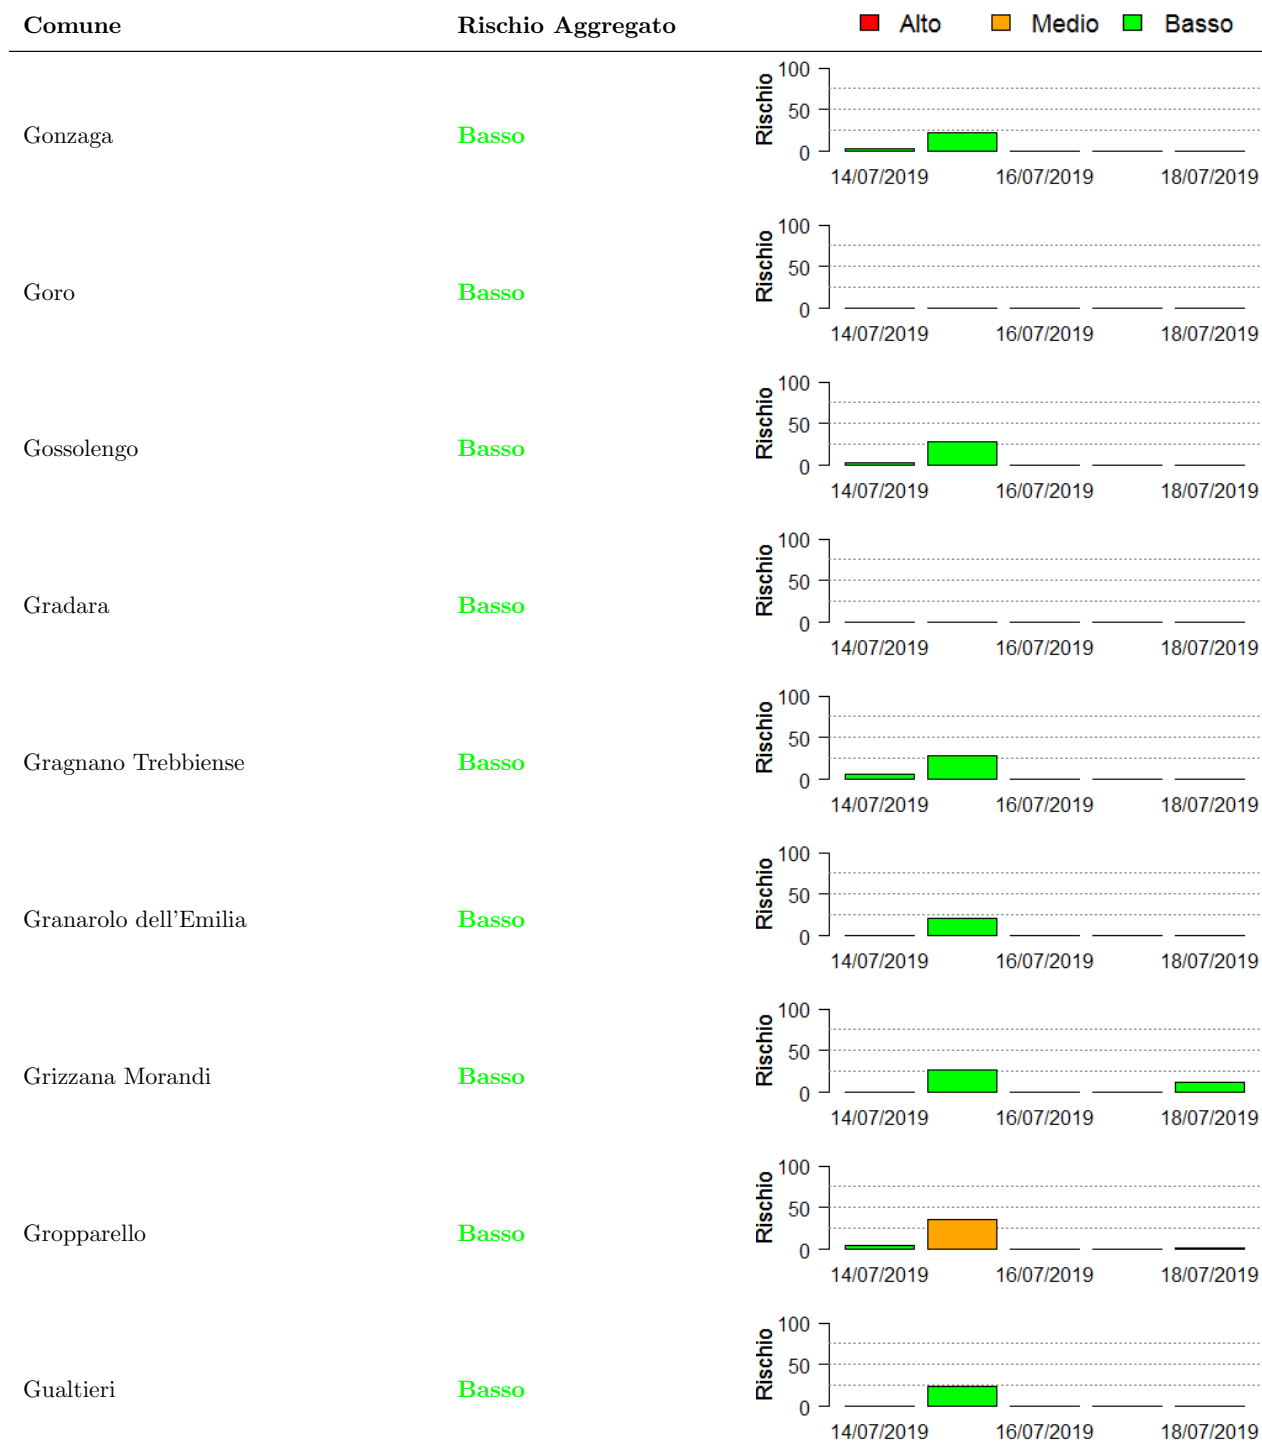 Comune Rischio Aggregato Alto Medio Basso
Gonzaga Basso Rischio 100 50 0
14/07/2019 16/07/2019 18/07/2019
Goro Basso Rischio 100 50 0
14/07/2019 16/07/2019 18/07/2019
Gossolengo Basso Rischio 100 50 0
14/07/2019 16/07/2019 18/07/2019
Gradara Basso Rischio 100 50 0
14/07/2019 16/07/2019 18/07/2019
Gragnano Trebbiense Basso Rischio 100 50 0
14/07/2019 16/07/2019 18/07/2019
Granarolo dell'Emilia Basso Rischio 100 50 0
14/07/2019 16/07/2019 18/07/2019
Grizzana Morandi Basso Rischio 100 50 0
14/07/2019 16/07/2019 18/07/2019
Gropparello Basso Rischio 100 50 0
14/07/2019 16/07/2019 18/07/2019
Gualtieri Basso Rischio 100 50 0
14/07/2019 16/07/2019 18/07/2019